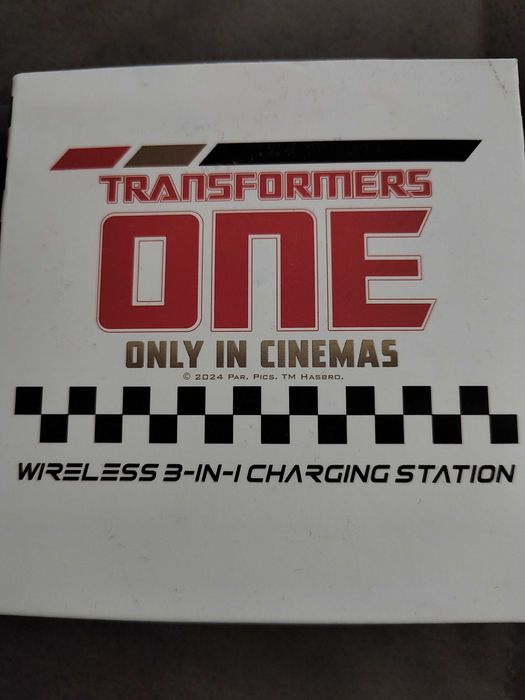 TRANSFORMERS
ONE
ONLY IN CINEMAS
© 2024 PAR. PICS. TM HASBRO.
WIRELESS 3-IN-1 CHARGING STATION